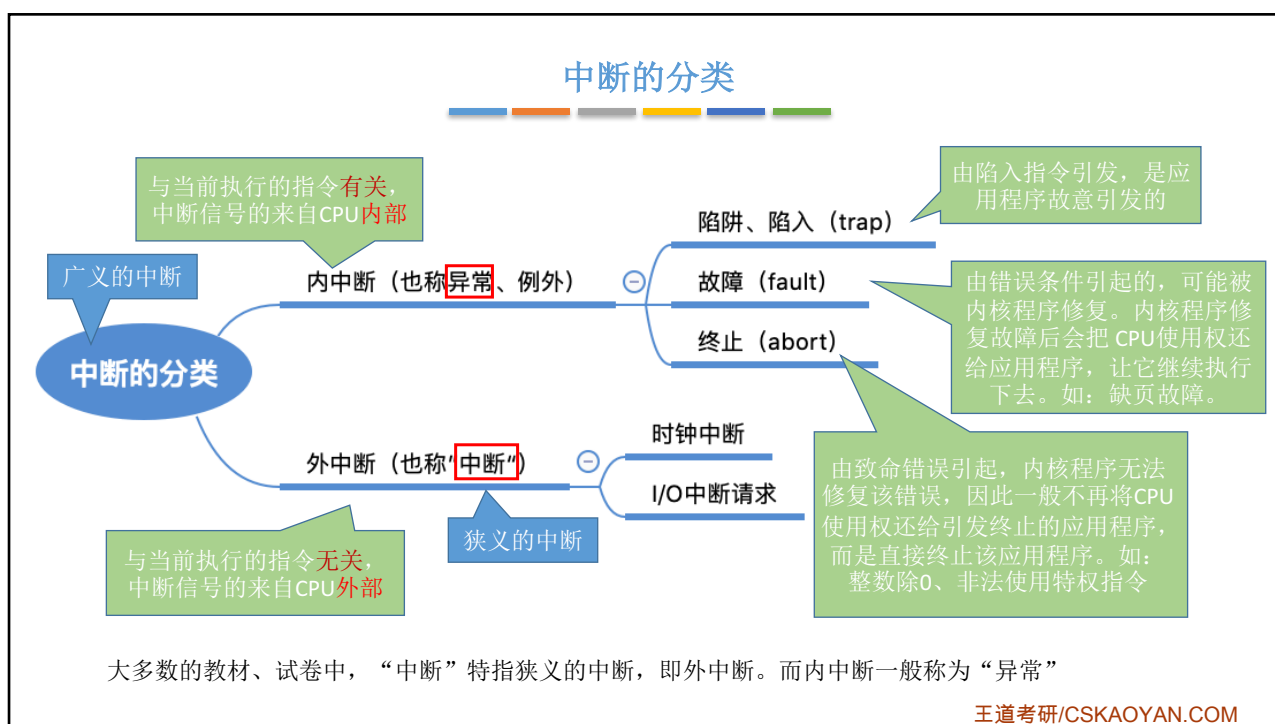 中断的分类
与当前执行的指令有关，
中断信号的来自CPU内部
由陷入指令引发，是应
用程序故意引发的
广义的中断
内中断（也称异常、例外）
陷阱、陷入（trap）
故障（fault）
终止（abort）
由错误条件引起的，可能被
内核程序修复。内核程序修
复故障后会把 CPU使用权还
给应用程序，让它继续执行
下去。如：缺页故障。
中断的分类
外中断（也称"中断"）
时钟中断
I/O中断请求
狭义的中断
与当前执行的指令无关，
中断信号的来自CPU外部
由致命错误引起，内核程序无法
修复该错误，因此一般不再将CPU
使用权还给引发终止的应用程序，
而是直接终止该应用程序。如：
整数除0、非法使用特权指令
大多数的教材、试卷中，“中断”特指狭义的中断，即外中断。而内中断一般称为“异常”
王道考研/CSKAOYAN.COM